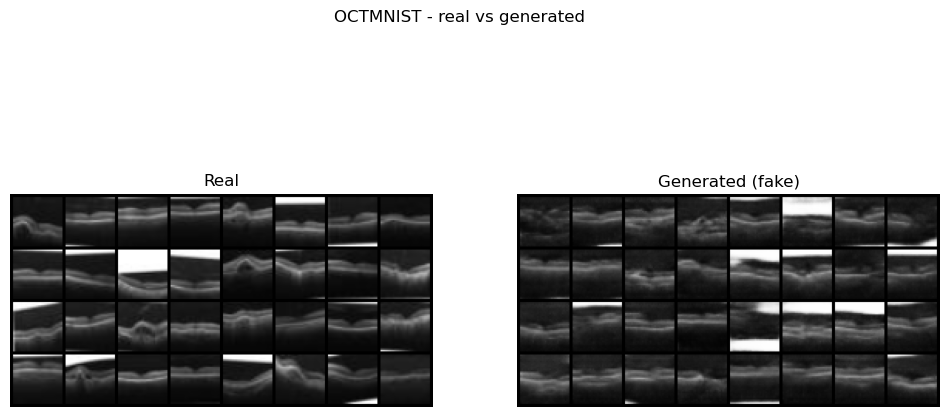 OCTMNIST - real vs generated
Real
Generated (fake)